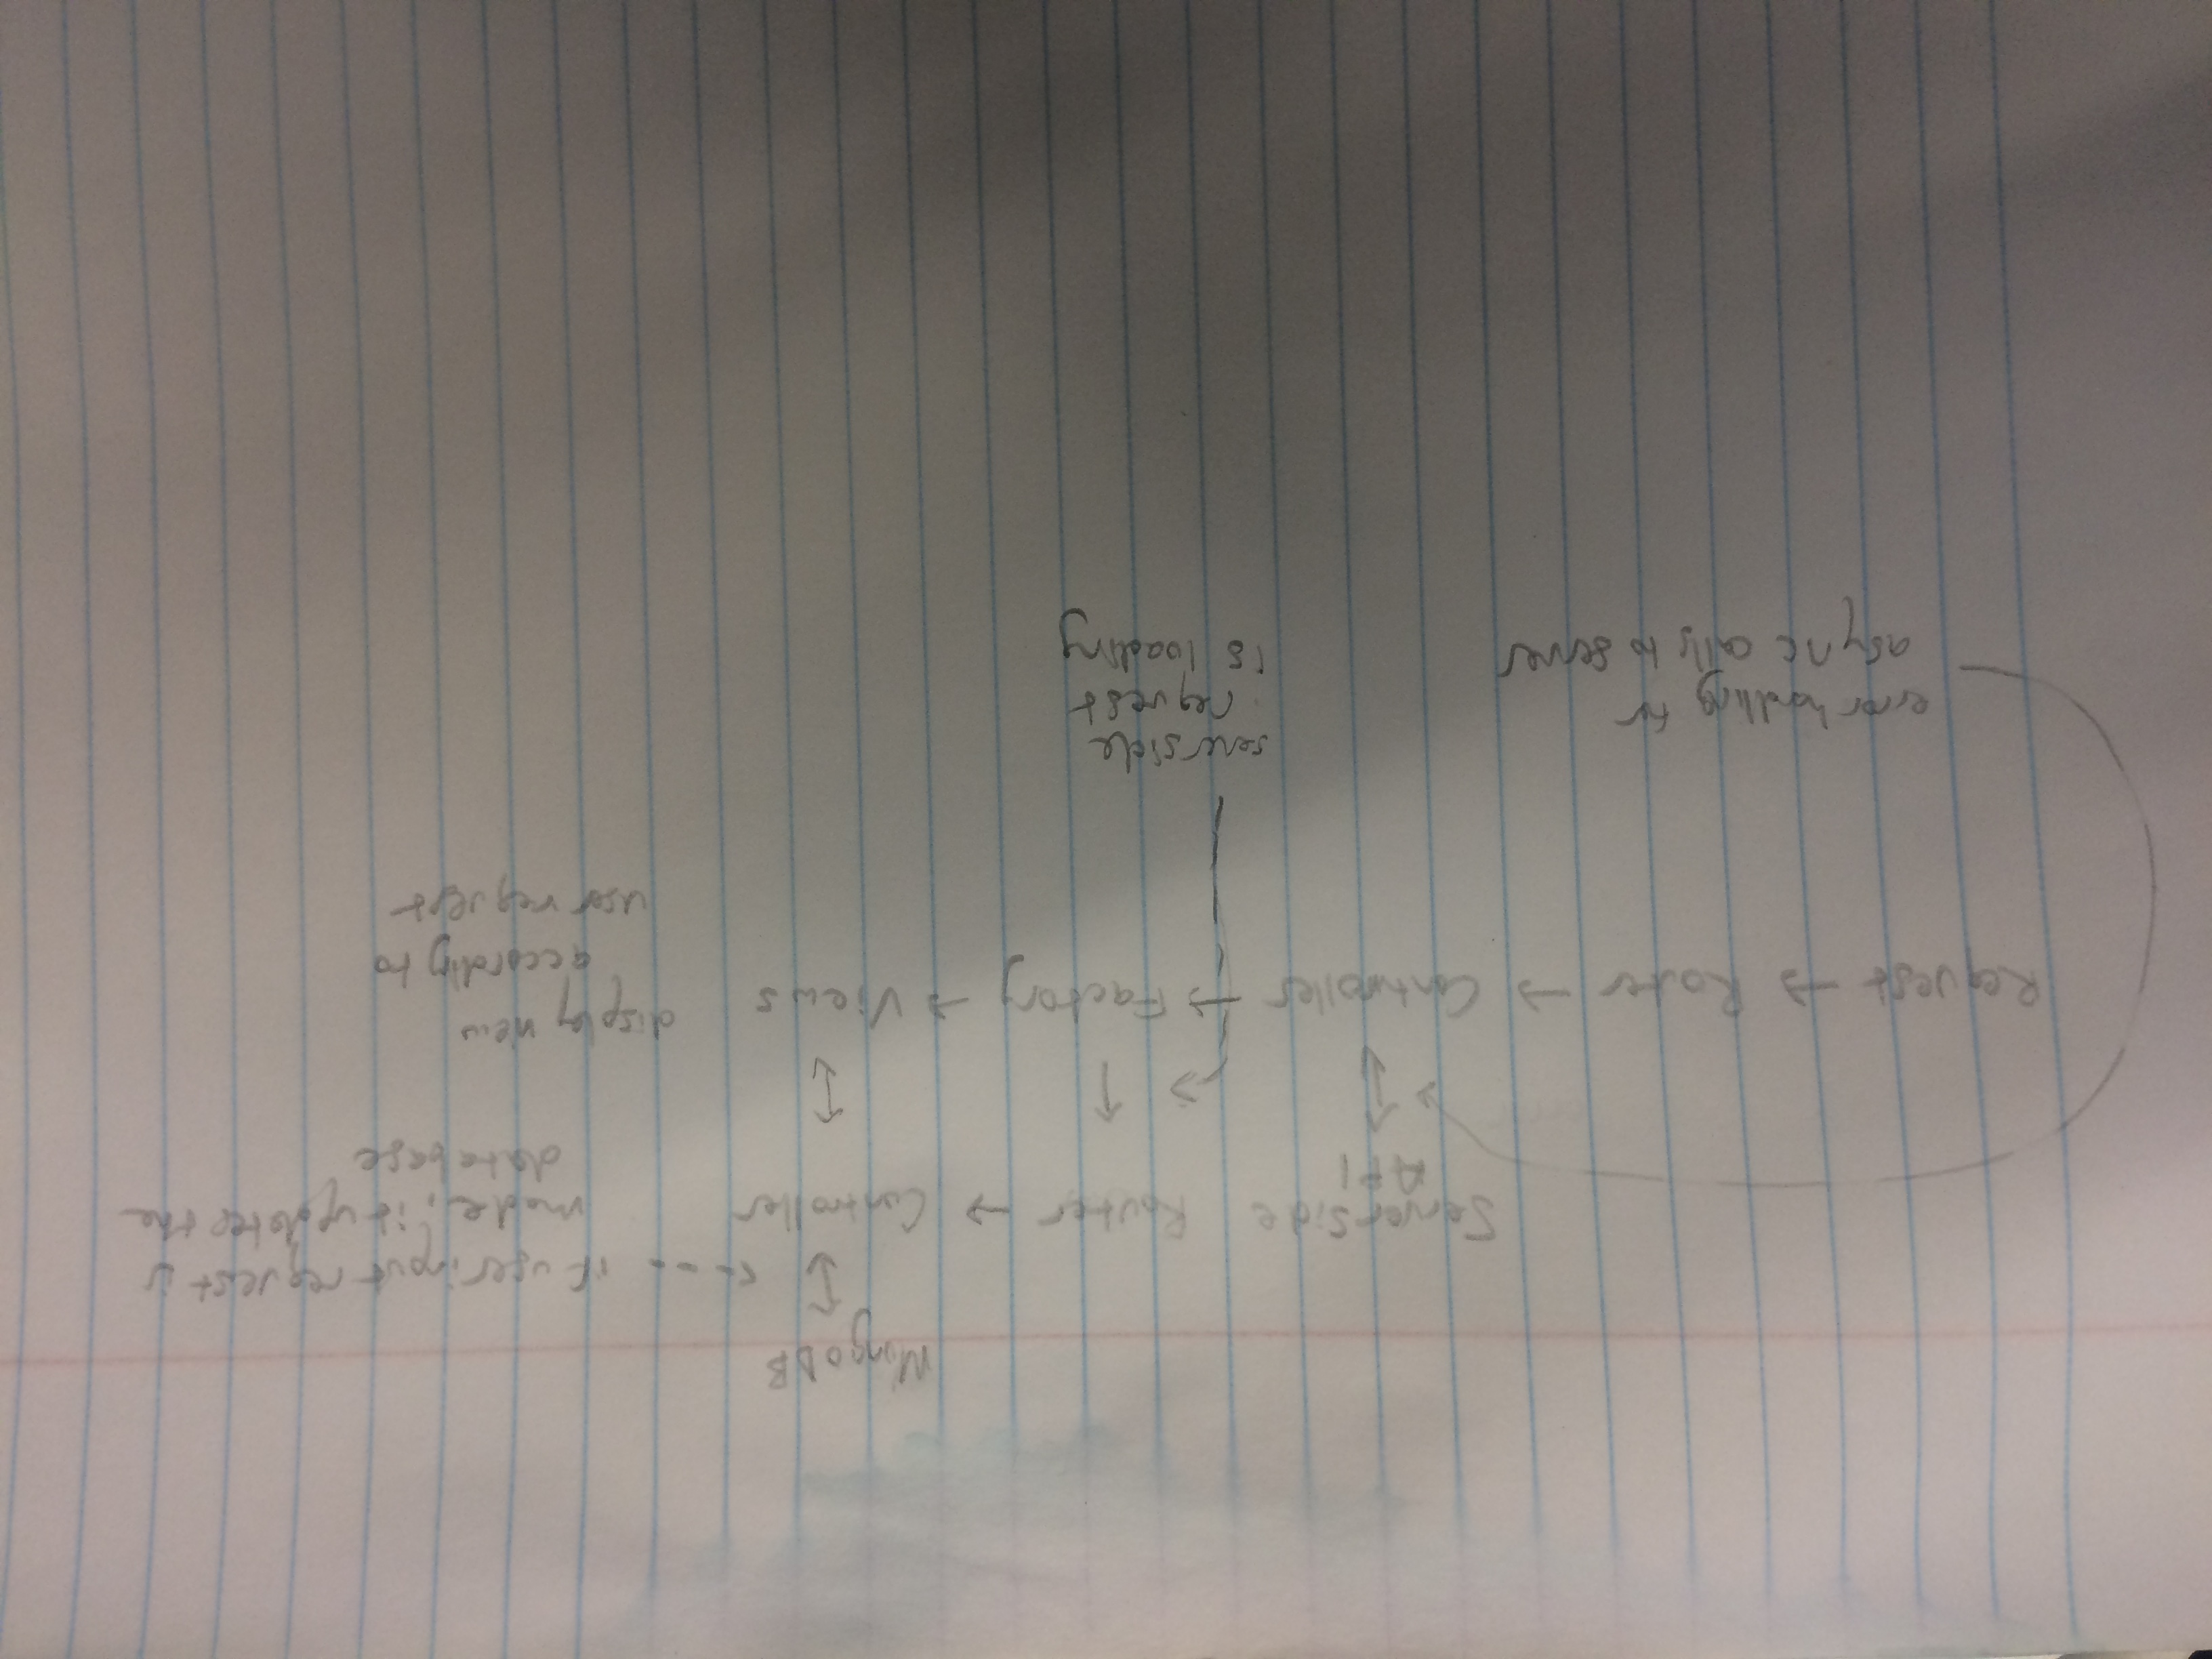 MongoDB
if user input request is
made, it updates the
database
Server Side Router → Controller
API
Request → Router → Controller → Factory → Views
display view
according to
user request
error handling for
async calls to server
server side
request
is loading